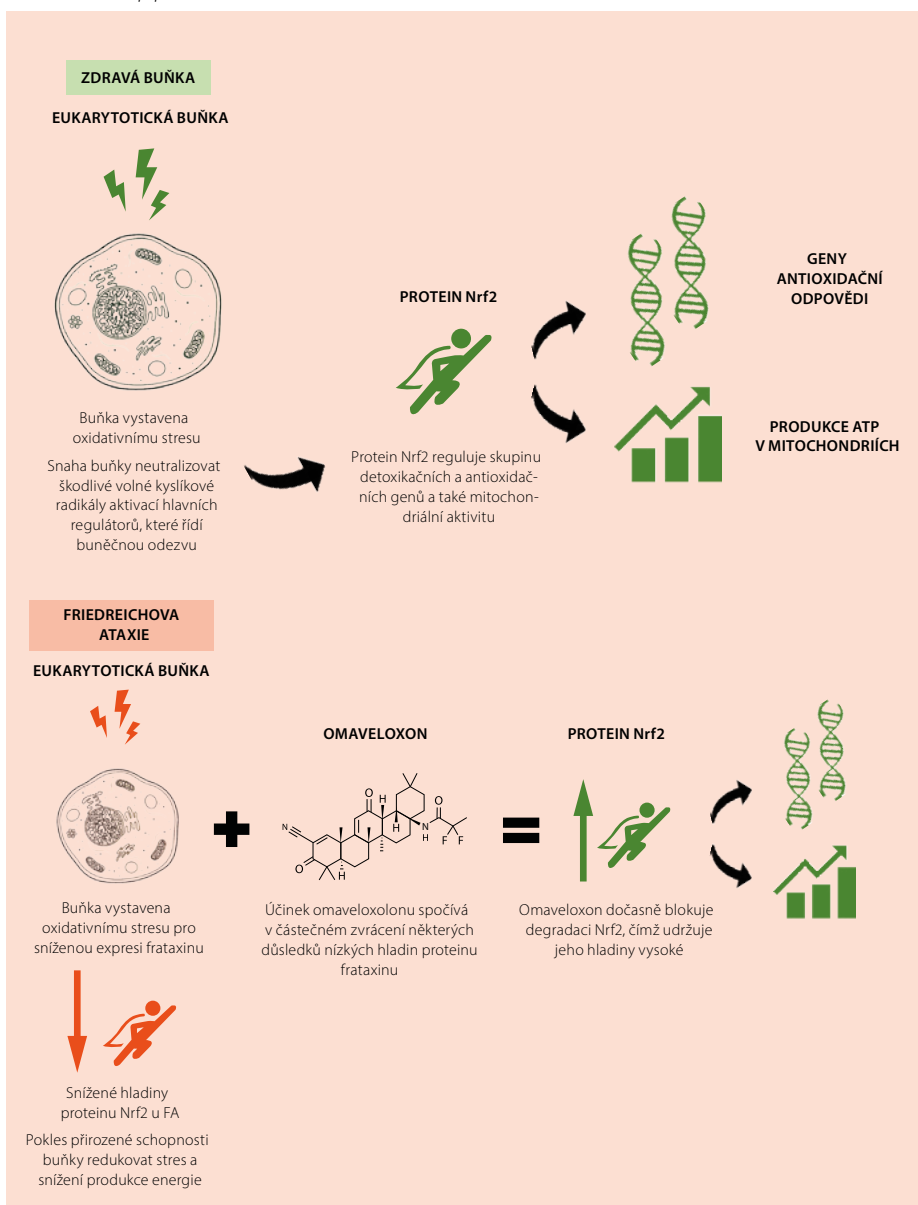 ZDRAVÁ BUŇKA
EUKARYTOTICKÁ BUŇKA
Buňka vystavena
oxidativnímu stresu
Snaha buňky neutralizovat
škodlivé volné kyslíkové
radikály aktivací hlavních
regulátorů, které řídí
buněčnou odezvu
PROTEIN Nrf2
Protein Nrf2 reguluje skupinu
detoxikačních a antioxidač-
ních genů a také mitochon-
driální aktivitu
GENY
ANTIOXIDAČNÍ
ODPOVĚDI
PRODUKCE ATP
V MITOCHONDRIÍCH
FRIEDREICHOVA
ATAXIE
EUKARYTOTICKÁ BUŇKA
Buňka vystavena
oxidativnímu stresu pro
sníženou expresi frataxinu
Snížené hladiny
proteinu Nrf2 u FA
Pokles přirozené schopnosti
buňky redukovat stres a
snížení produkce energie
OMAVELOXON
N
O
H
O
H
H
N
H
O
F F
Účinek omaveloxolonu spočívá
v částečném zvrácení některých
důsledků nízkých hladin proteinu
frataxinu
PROTEIN Nrf2
Omaveloxon dočasně blokuje
degradaci Nrf2, čímž udržuje
jeho hladiny vysoké